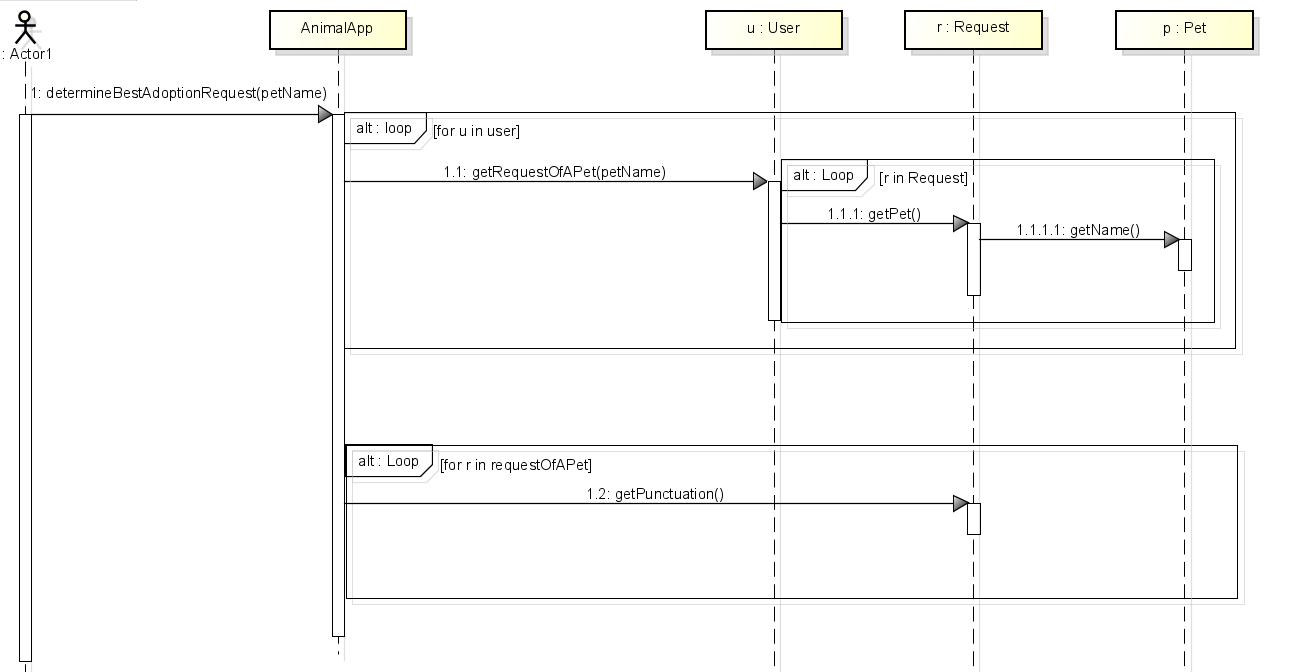 AnimalApp
u : User
r : Request
p : Pet
: Actor1
1: determineBestAdoptionRequest(petName)
alt : loop
[for u in user]
1.1: getRequestOfAPet(petName)
alt : Loop
[r in Request]
1.1.1: getPet()
1.1.1.1: getName()
alt : Loop
[for r in requestOfAPet]
1.2: getPunctuation()